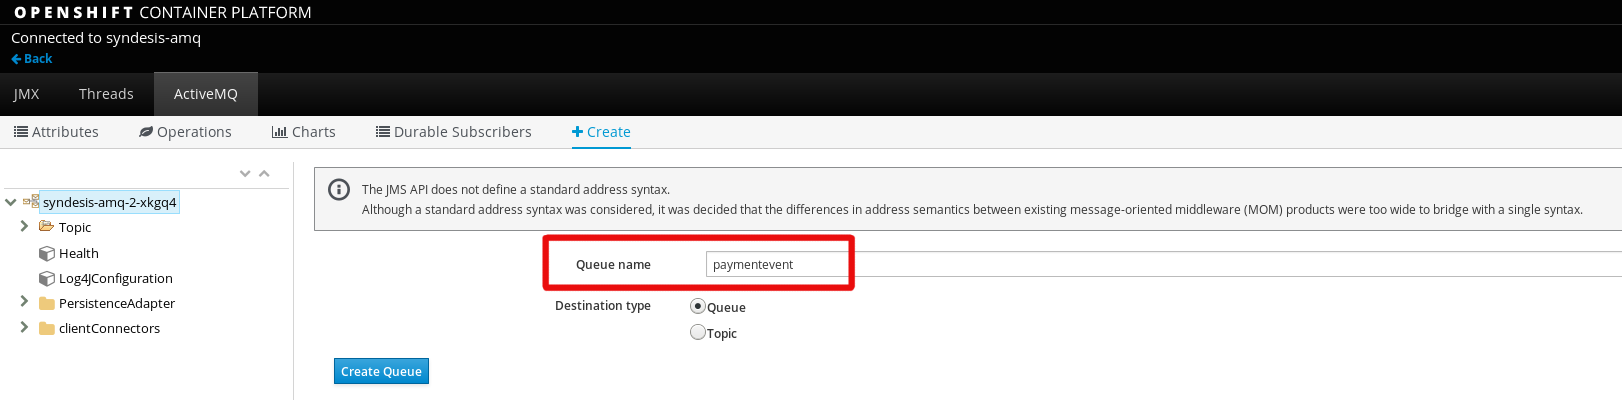 OPENSHIFT CONTAINER PLATFORM
Connected to syndesis-amq
Back
JMX Threads ActiveMQ
Attributes Operations Charts Durable Subscribers Create
syndesis-amq-2-xkgq4
Topic
Health
Log4JConfiguration
PersistenceAdapter
clientConnectors
The JMS API does not define a standard address syntax.
Although a standard address syntax was considered, it was decided that the differences in address semantics between existing message-oriented middleware (MOM) products were too wide to bridge with a single syntax.
Queue name paymentevent
Destination type Queue
Topic
Create Queue